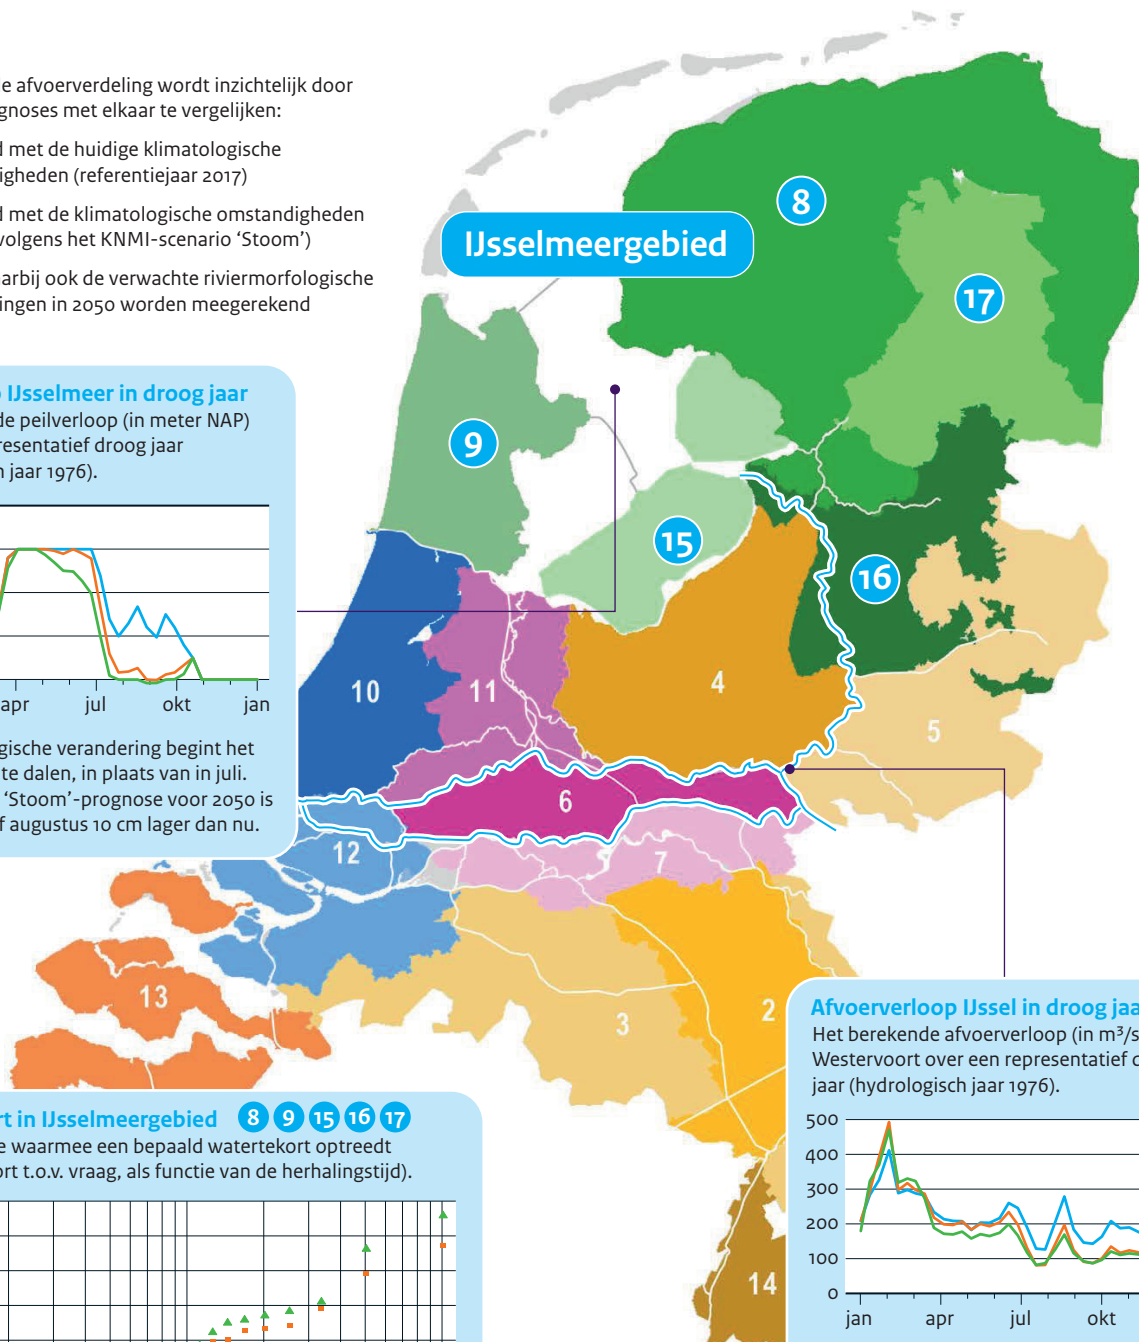 e afvoerverdeling wordt inzichtelijk door
gnoses met elkaar te vergelijken:
d met de huidige klimatologische
igheden (referentiejaar 2017)
d met de klimatologische omstandigheden
volgens het KNMI-scenario ‘Stoom’)
arbij ook de verwachte riviermorfologische
ingen in 2050 worden meegerekend
IJsselmeergebied
8
17
9
15
16
10
11
4
5
6
12
7
13
3
2
14
IJsselmeer in droog jaar
de peilverloop (in meter NAP)
resentatief droog jaar
n jaar 1976).
apr jul okt jan
gische verandering begint het
te dalen, in plaats van in juli.
‘Stoom’-prognose voor 2050 is
f augustus 10 cm lager dan nu.
rt in IJsselmeergebied 8 9 15 16 17
e waarmee een bepaald watertekort optreedt
ort t.o.v. vraag, als functie van de herhalingstijd).
Afvoerverloop IJssel in droog jaa
Het berekende afvoerverloop (in m³/s
Westervoort over een representatief d
jaar (hydrologisch jaar 1976).
500
400
300
200
100
0
jan apr jul okt